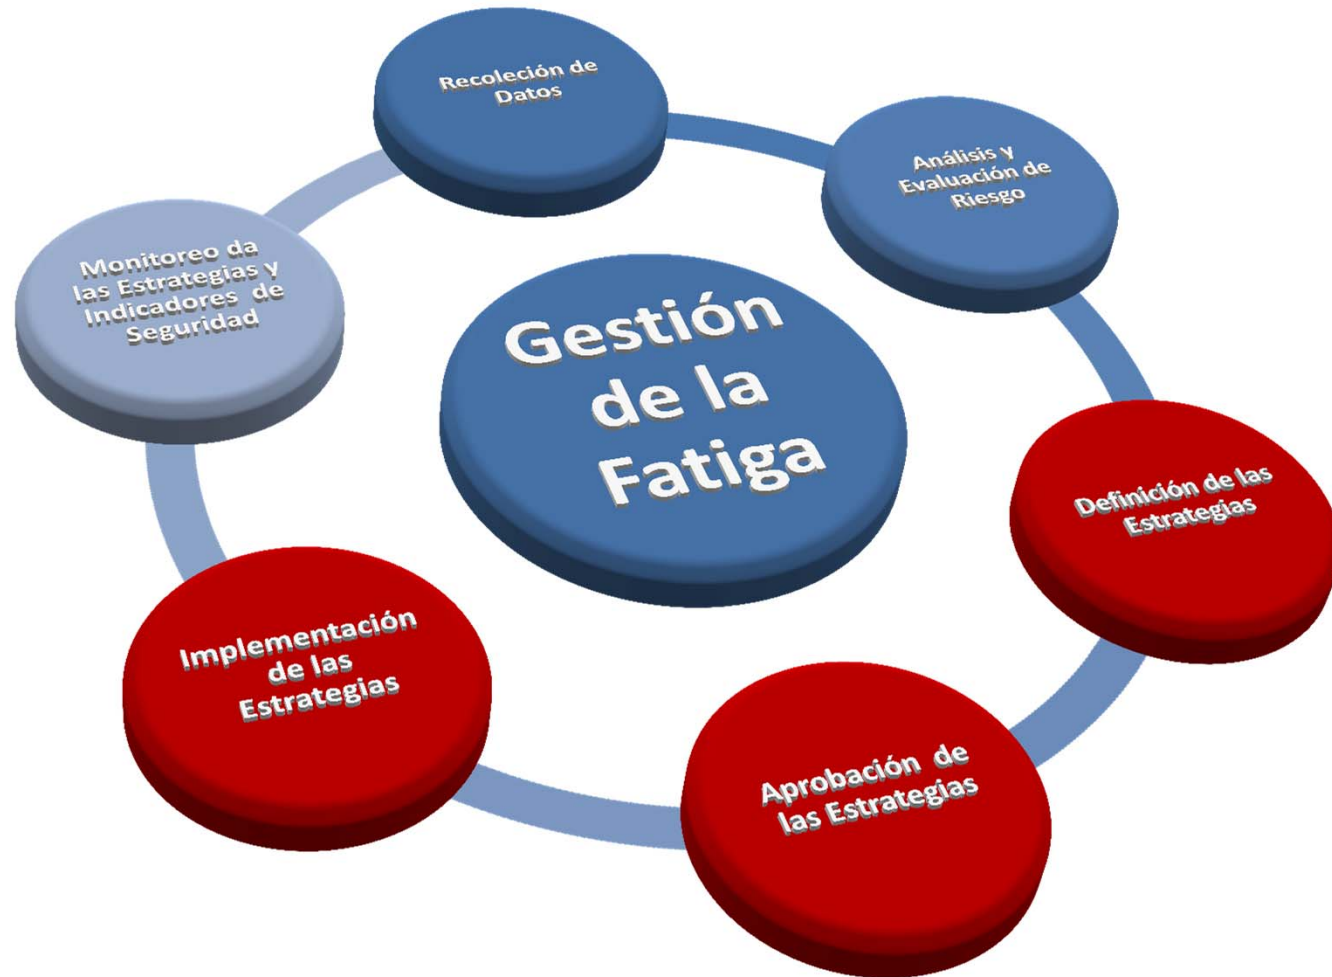 Recoleción de
Datos
Análisis y
Evaluación de
Riesgo
Definición de las
Estrategias
Aprobación  de
las Estrategias
Implementación
de las
Estrategias
Monitoreo da
las Estrategias y
Indicadores  de
Seguridad
Gestión
de la
Fatiga